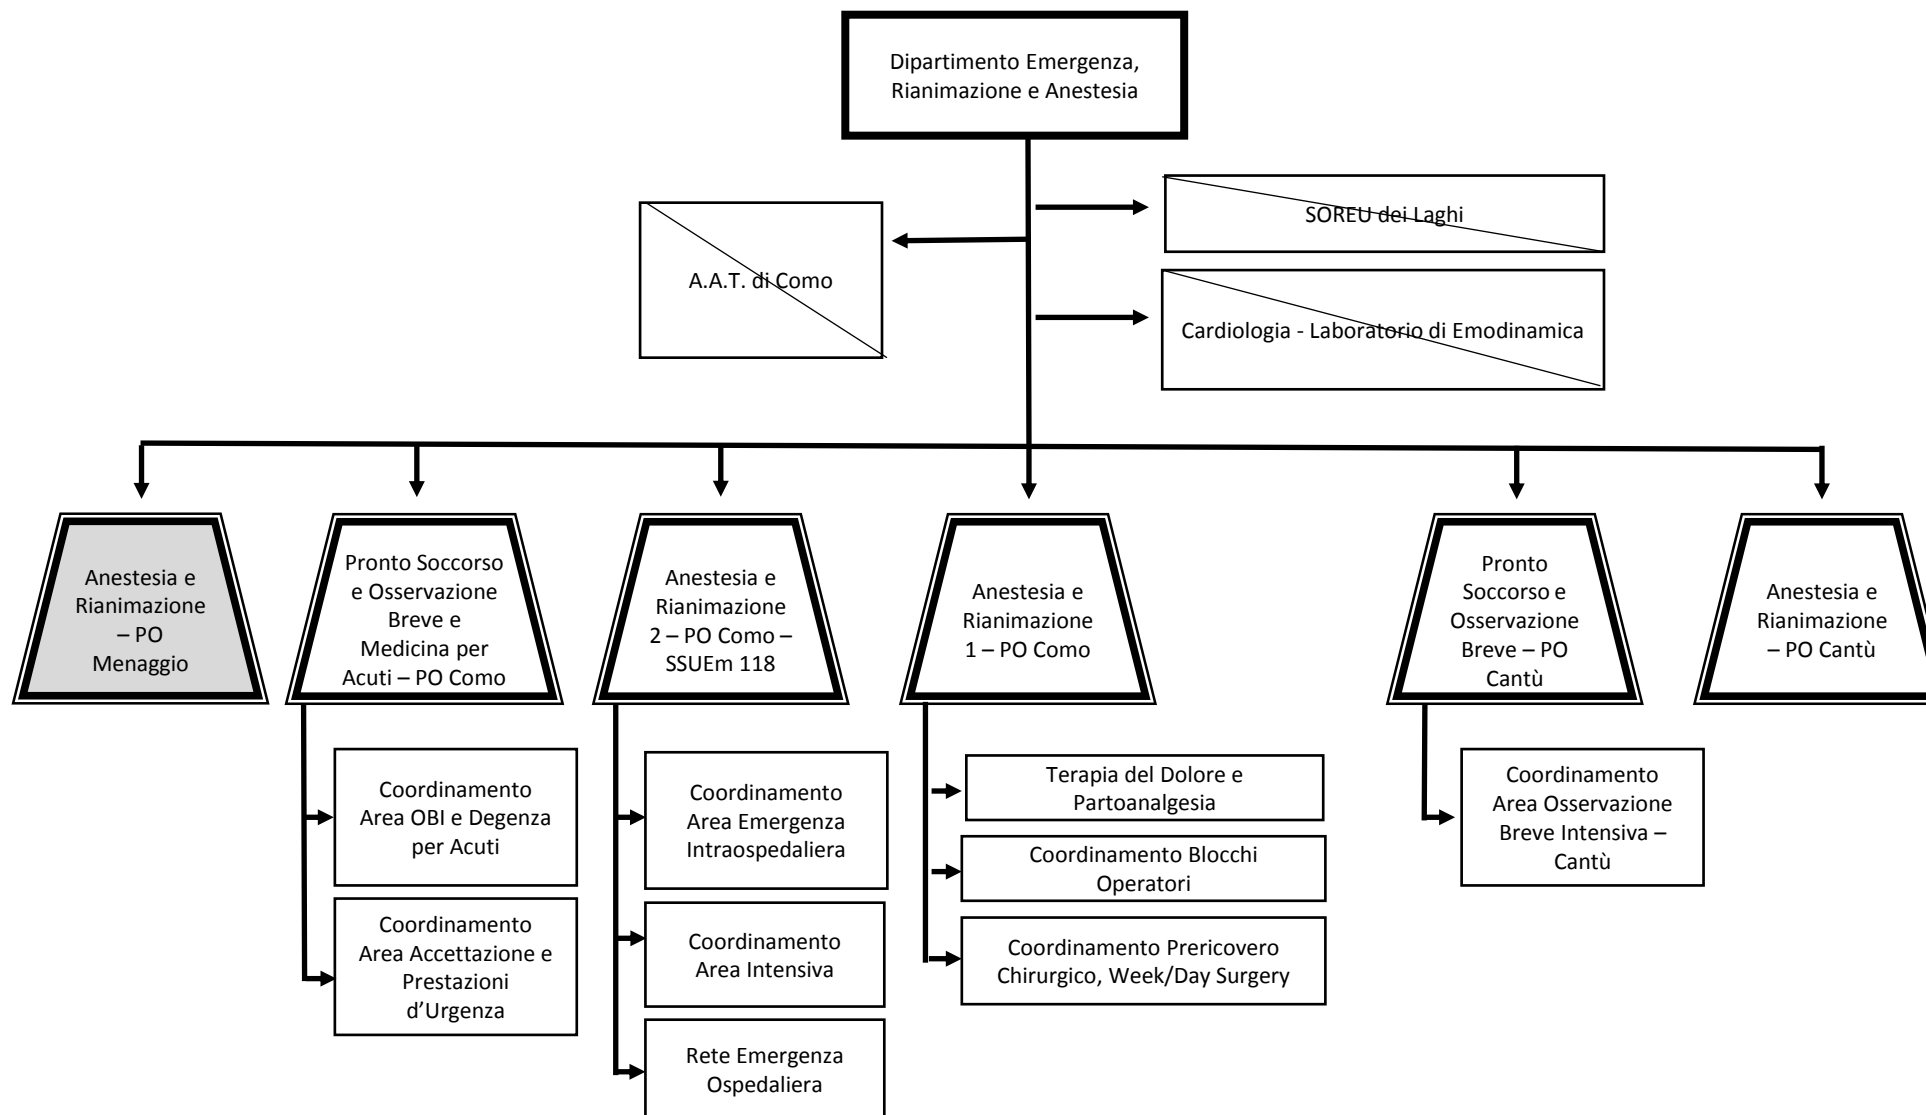 Dipartimento Emergenza,
Rianimazione e Anestesia
SOREU dei Laghi
A.A.T. di Como
Cardiologia - Laboratorio di Emodinamica
Anestesia e
Rianimazione
– PO
Menaggio
Pronto Soccorso
e Osservazione
Breve e
Medicina per
Acuti – PO Como
Anestesia e
Rianimazione
2 – PO Como –
SSUEm 118
Anestesia e
Rianimazione
1 – PO Como
Pronto
Soccorso e
Osservazione
Breve – PO
Cantù
Anestesia e
Rianimazione
– PO Cantù
Coordinamento
Area OBI e Degenza
per Acuti
Coordinamento
Area Accettazione e
Prestazioni
d’Urgenza
Coordinamento
Area Emergenza
Intraospedaliera
Coordinamento
Area Intensiva
Rete Emergenza
Ospedaliera
Terapia del Dolore e
Partoanalgesia
Coordinamento Blocchi
Operatori
Coordinamento Prericovero
Chirurgico, Week/Day Surgery
Coordinamento
Area Osservazione
Breve Intensiva –
Cantù